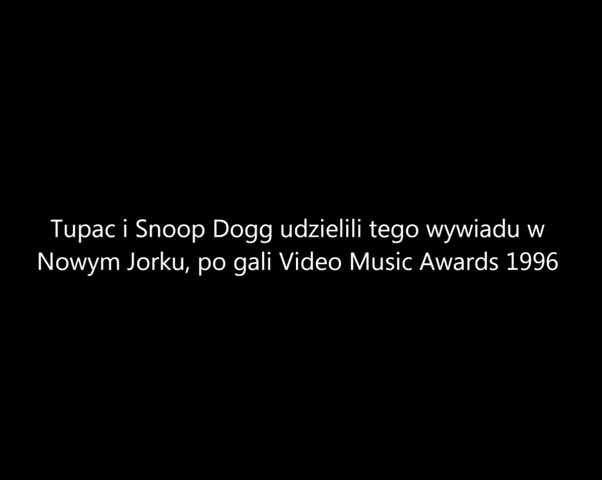 Tupac i Snoop Dogg udzielili tego wywiadu w
Nowym Jorku, po gali Video Music Awards 1996